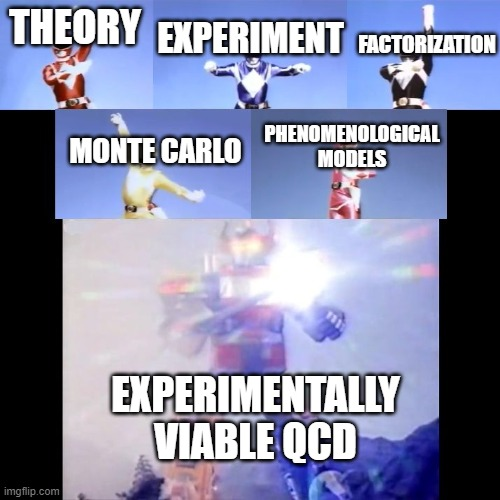 THEORY
EXPERIMENT
FACTORIZATION
MONTE CARLO
PHENOMENOLOGICAL
MODELS
EXPERIMENTALLY
VIABLE QCD
imgflip.com